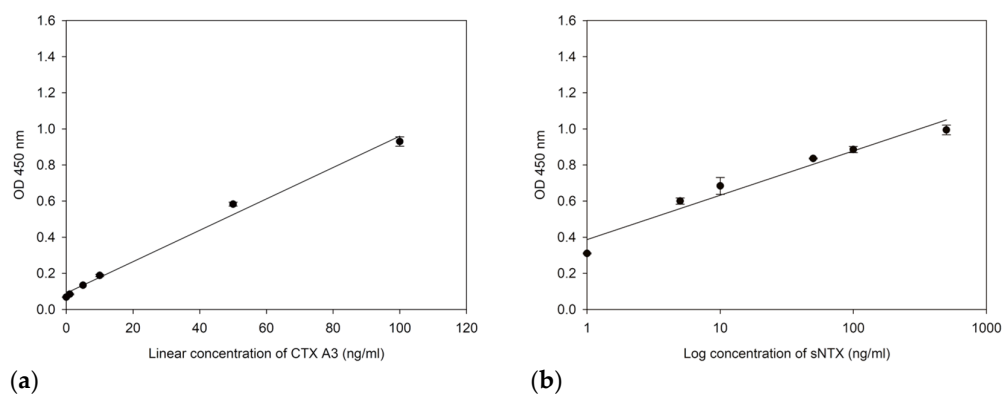 1.6
1.4
1.2
1.0
0.8
0.6
0.4
0.2
0.0
OD 450 nm
0 20 40 60 80 100 120
Linear concentration of CTX A3 (ng/ml)
(a)
1.6
1.4
1.2
1.0
0.8
0.6
0.4
0.2
0.0
OD 450 nm
1 10 100 1000
Log concentration of sNTX (ng/ml)
(b)